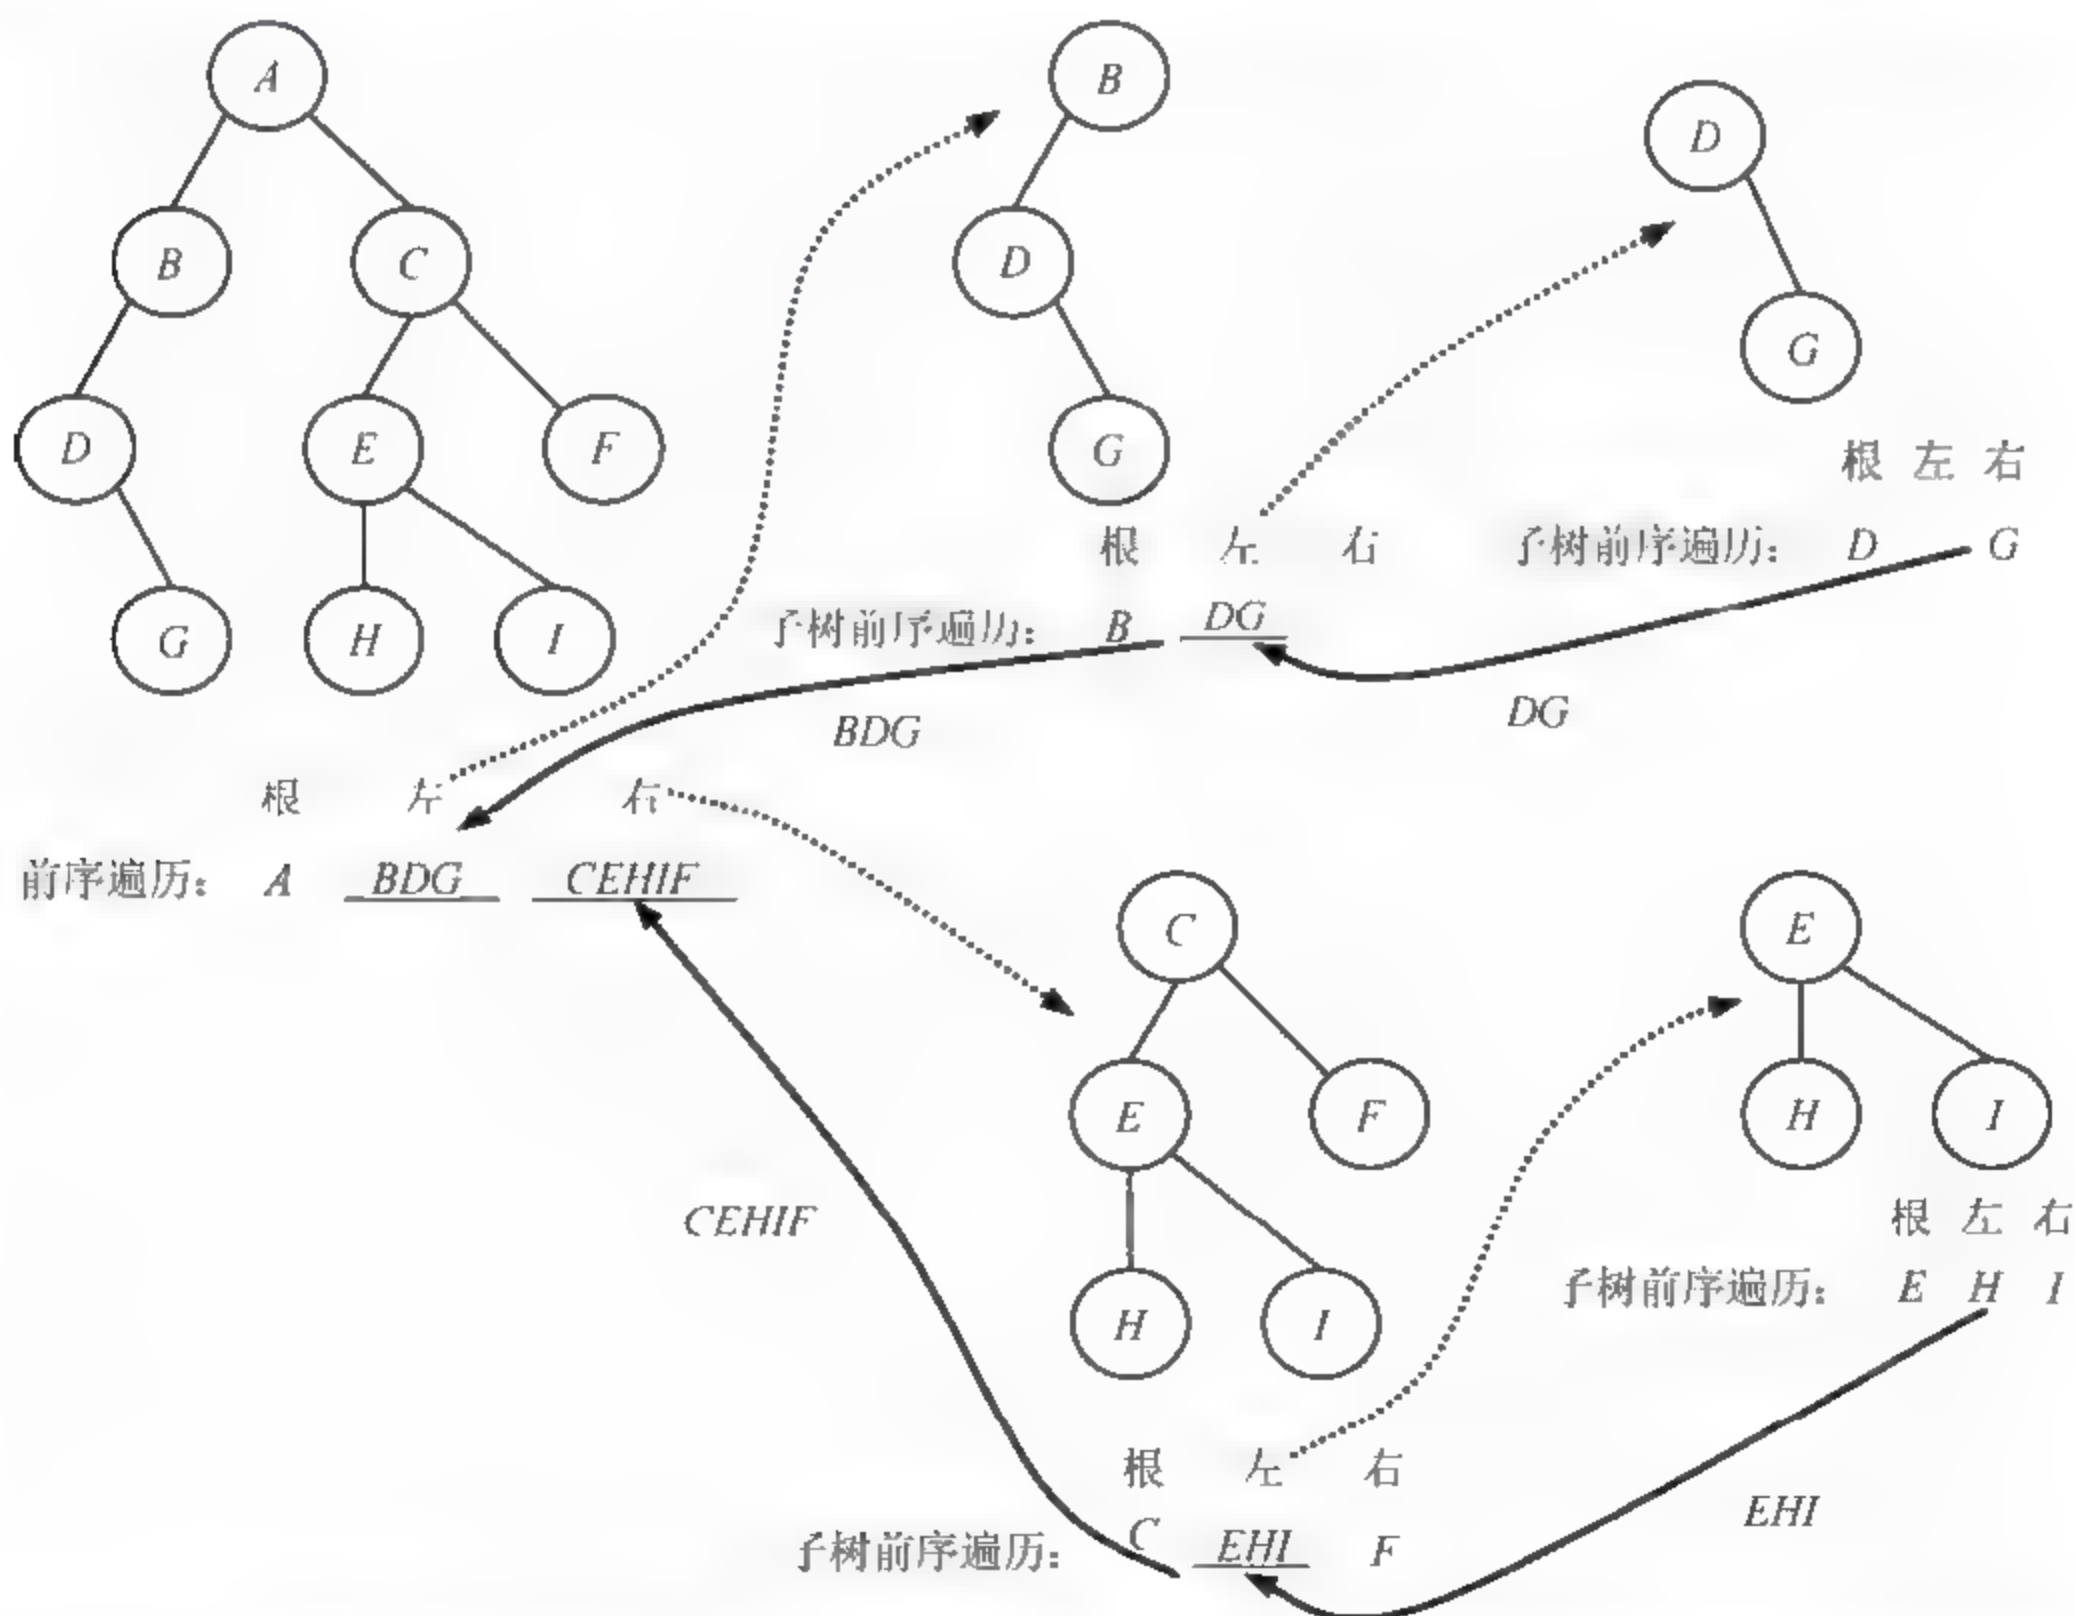 A
B
C
D
E
F
G
H
I
B
D
G
根 左 右
子树前序遍历: B DG
D
G
根 左 右
子树前序遍历: D G
DG
BDG
根 左 右
前序遍历: A BDG CEHIF
CEHIF
C
E
F
H
I
根 左 右
子树前序遍历: C EHI F
E
H
I
根 左 右
子树前序遍历: E H I
EHI